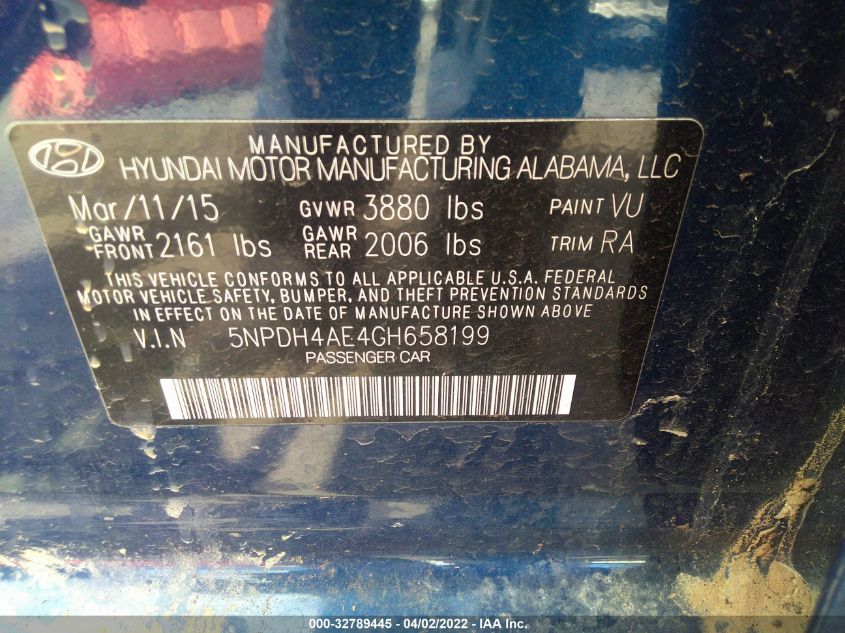 MANUFACTURED BY
HYUNDAI MOTOR MANUFACTURING ALABAMA, LLC
Mar/11/15 GVWR 3880 lbs PAINT VU
GAWR FRONT 2161 lbs GAWR REAR 2006 lbs TRIM RA
THIS VEHICLE CONFORMS TO ALL APPLICABLE U.S.A. FEDERAL
MOTOR VEHICLE SAFETY, BUMPER, AND THEFT PREVENTION STANDARDS
IN EFFECT ON THE DATE OF MANUFACTURE SHOWN ABOVE.
V.I.N 5NPDH4AE4GH658199
PASSENGER CAR
000-32789445 - 04/02/2022 - IAA Inc.